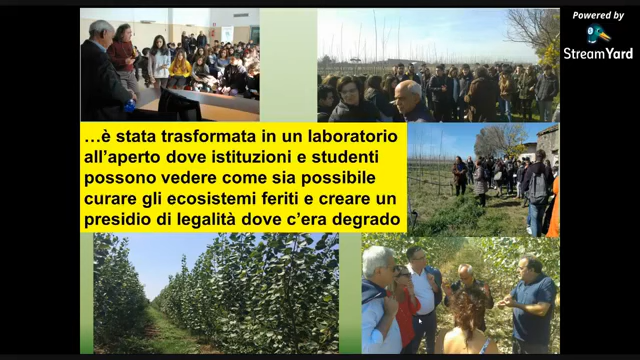 Powered by
StreamYard
…è stata trasformata in un laboratorio
all'aperto dove istituzioni e studenti
possono vedere come sia possibile
curare gli ecosistemi feriti e creare un
presidio di legalità dove c'era degrado